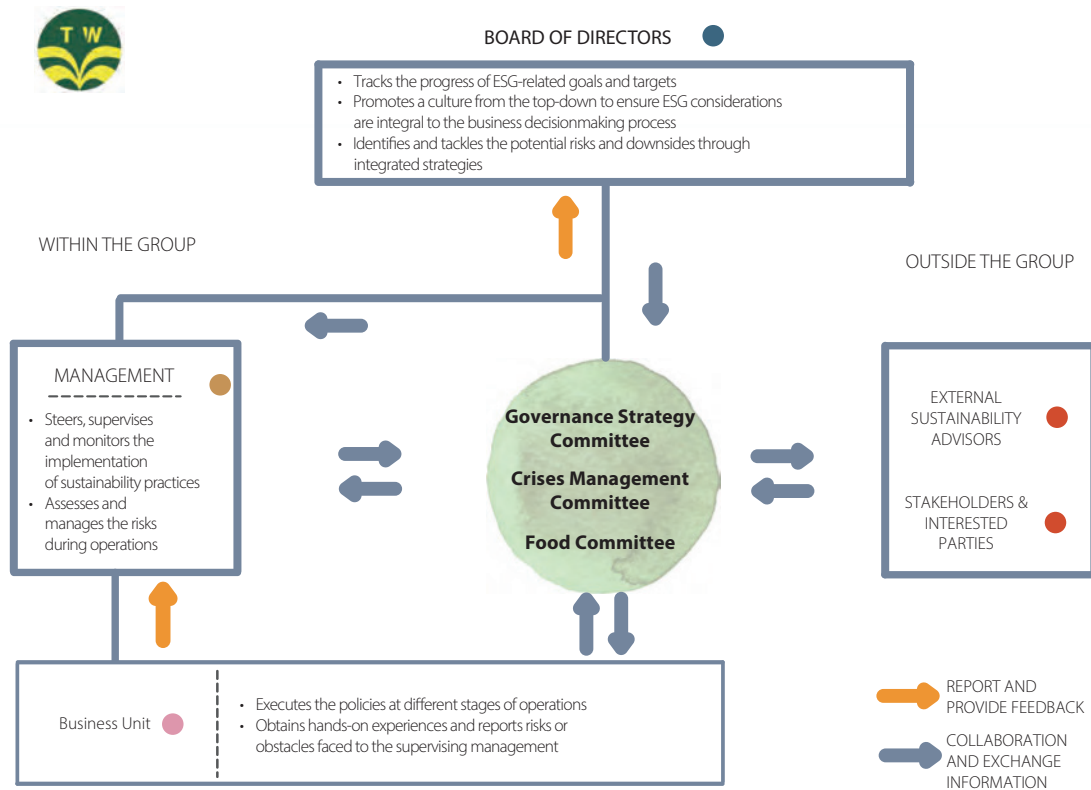 T W
BOARD OF DIRECTORS
• Tracks the progress of ESG-related goals and targets
• Promotes a culture from the top-down to ensure ESG considerations
are integral to the business decisionmaking process
• Identifies and tackles the potential risks and downsides through
integrated strategies
WITHIN THE GROUP
OUTSIDE THE GROUP
MANAGEMENT
• Steers, supervises
and monitors the
implementation
of sustainability practices
• Assesses and
manages the risks
during operations
Governance Strategy
Committee
Crises Management
Committee
Food Committee
EXTERNAL
SUSTAINABILITY
ADVISORS
STAKEHOLDERS &
INTERESTED
PARTIES
Business Unit
• Executes the policies at different stages of operations
• Obtains hands-on experiences and reports risks or
obstacles faced to the supervising management
REPORT AND
PROVIDE FEEDBACK
COLLABORATION
AND EXCHANGE
INFORMATION